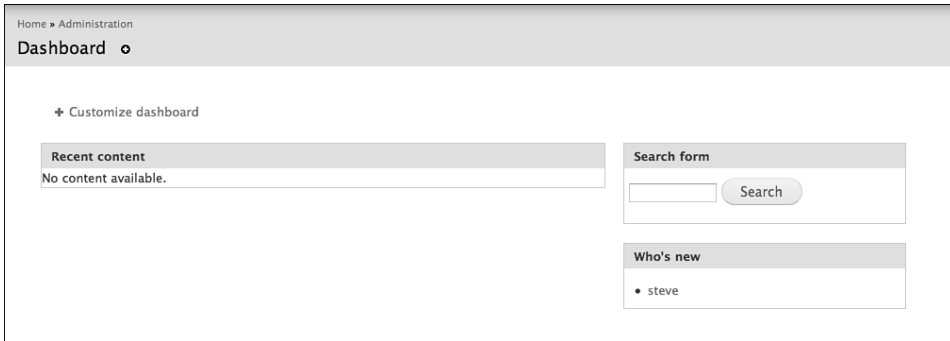 Home » Administration
Dashboard
Customize dashboard
Recent content
No content available.
Search form
Search
Who's new
• steve